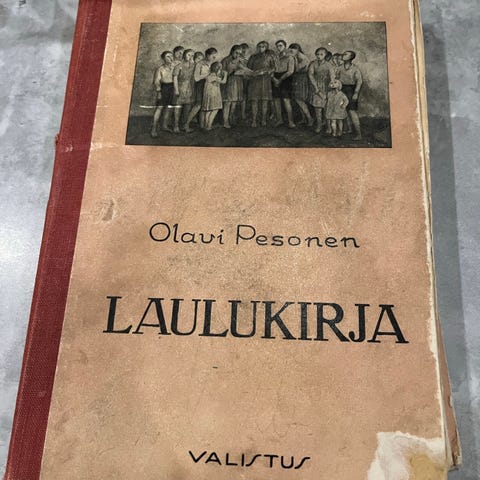 Olavi Pesonen
LAULUKIRJA
VALISTUS